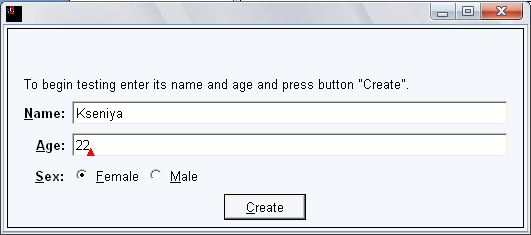 To begin testing enter its name and age and press button "Create".
Name: Kseniya
Age: 22
Sex: Female Male
Create